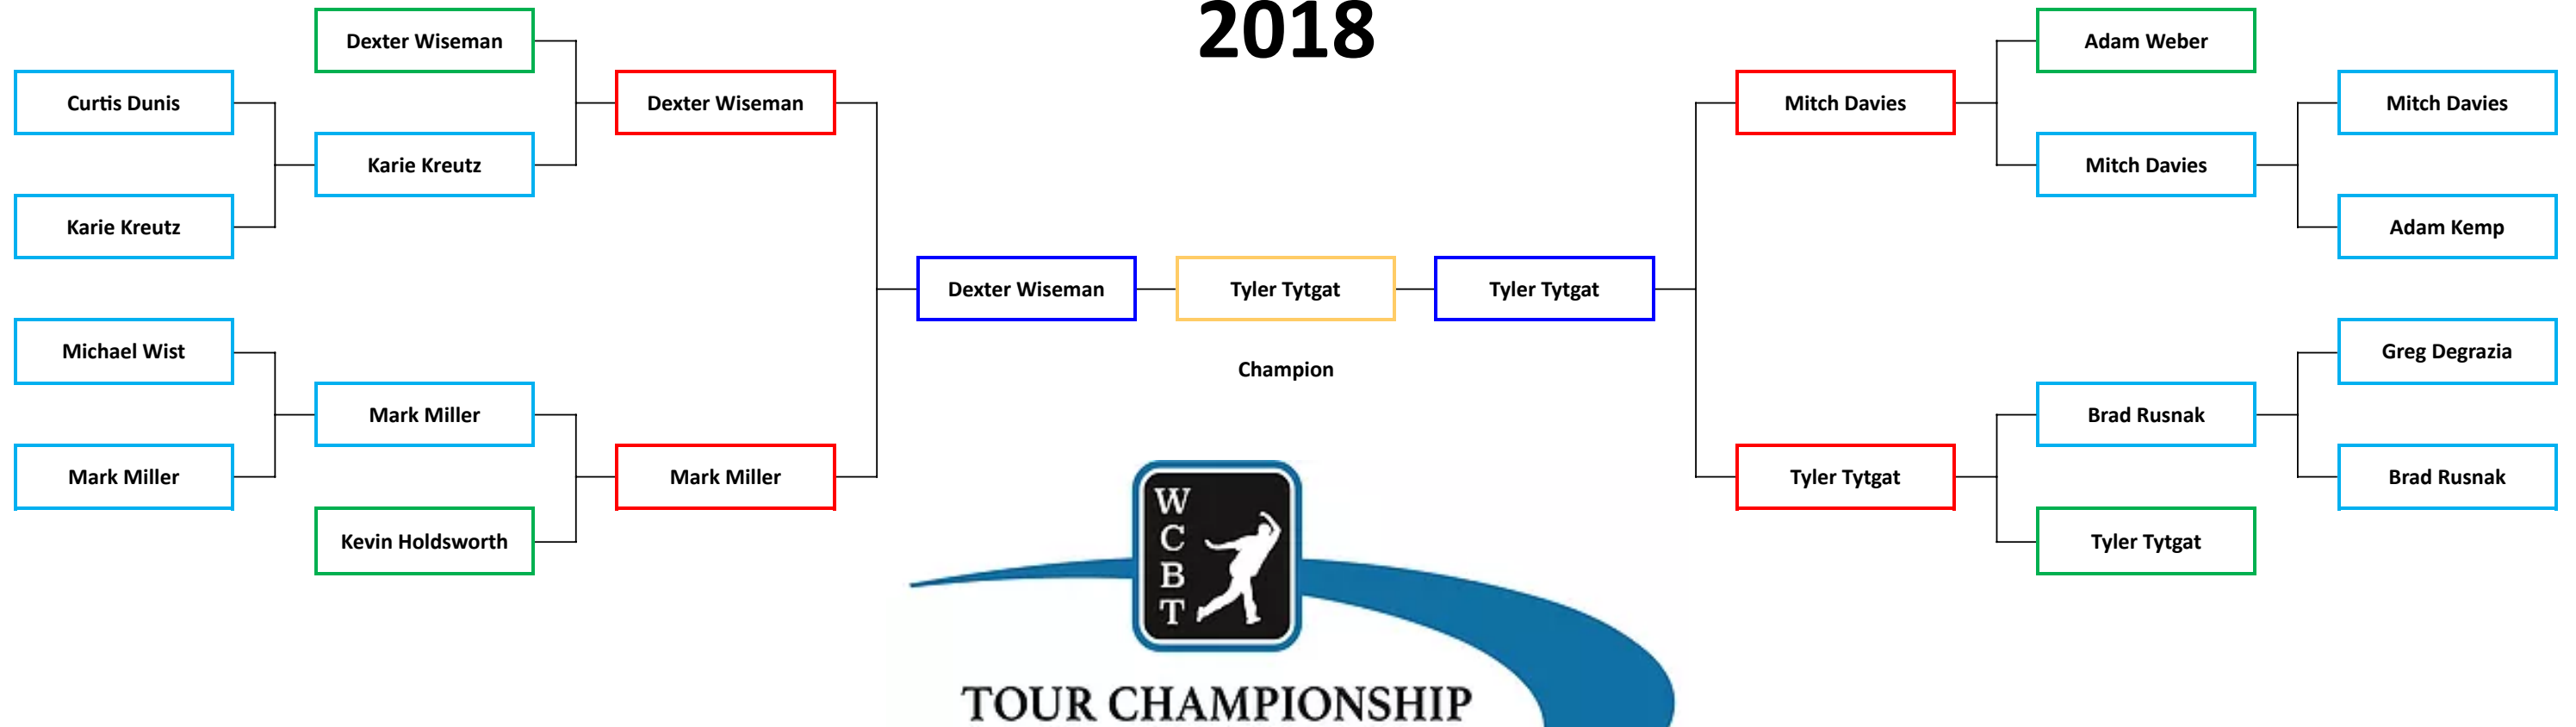 2018
Dexter Wiseman
Adam Weber
Curtis Dunis
Dexter Wiseman
Mitch Davies
Mitch Davies
Karie Kreutz
Mitch Davies
Karie Kreutz
Adam Kemp
Dexter Wiseman
Tyler Tytgat
Tyler Tytgat
Michael Wist
Champion
Greg Degrazia
Mark Miller
Brad Rusnak
Mark Miller
Mark Miller
Tyler Tytgat
Brad Rusnak
Kevin Holdsworth
Tyler Tytgat
W
C
B
T
TOUR CHAMPIONSHIP